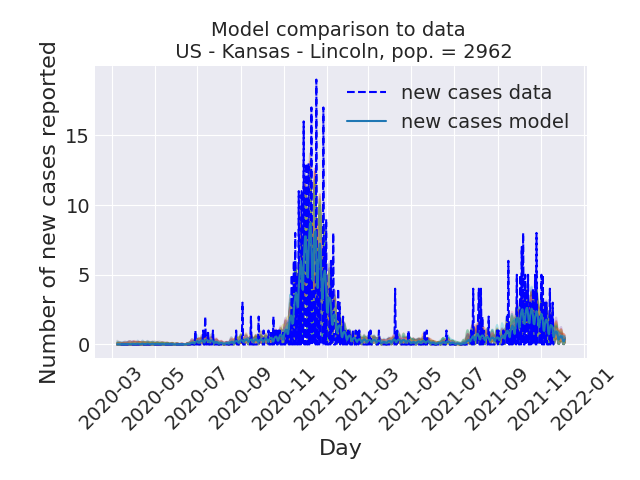 Model comparison to data
US - Kansas - Lincoln, pop. = 2962
new cases data
new cases model
Number of new cases reported
15
10
5
0
2020-03
2020-05
2020-07
2020-09
2020-11
2021-01
2021-03
2021-05
2021-07
2021-09
2021-11
2022-01
Day